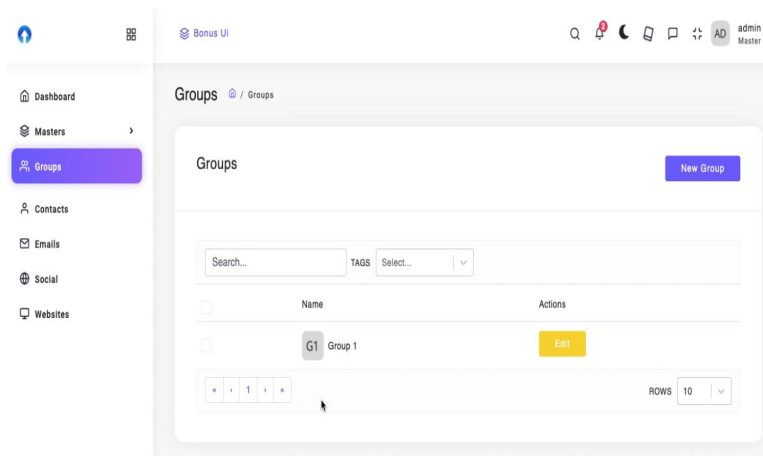 Bonus UI
2
AD
admin
Master
Dashboard
Masters
Groups
Contacts
Emails
Social
Websites
Groups / Groups
Groups
New Group
Search... TAGS Select...
Name Actions
G1 Group 1 Edit
« ‹ 1 › » ROWS 10